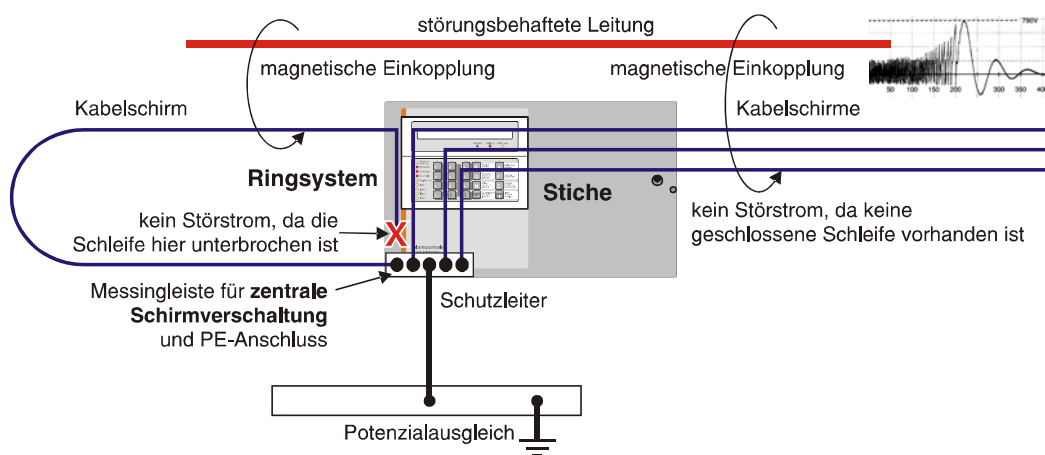 störungsbehaftete Leitung
790V
magnetische Einkopplung
magnetische Einkopplung
50 100 150 200 250 300 350
Kabelschirm
Kabelschirme
Ringsystem
Stiche
kein Störstrom, da die
Schleife hier unterbrochen ist
X
kein Störstrom, da keine
geschlossene Schleife vorhanden ist
Messingleiste für zentrale
Schirmverschaltung
und PE-Anschluss
Schutzleiter
Potenzialausgleich